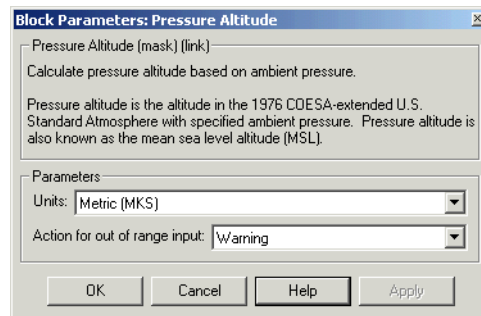 Block Parameters: Pressure Altitude
Pressure Altitude (mask) (link)
Calculate pressure altitude based on ambient pressure.
Pressure altitude is the altitude in the 1976 COESA-extended U.S.
Standard Atmosphere with specified ambient pressure. Pressure altitude is
also known as the mean sea level altitude (MSL).
Parameters
Units: Metric (MKS)
Action for out of range input: Warning
OK Cancel Help Apply